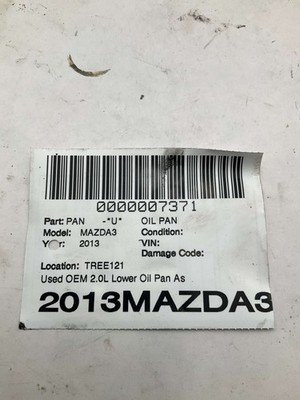 0000007371
Part: PAN -*U* OIL PAN
Model: MAZDA3 Condition:
Year: 2013 VIN:
Damage Code:
Location: TREE121
Used OEM 2.0L Lower Oil Pan As
2013MAZDA3